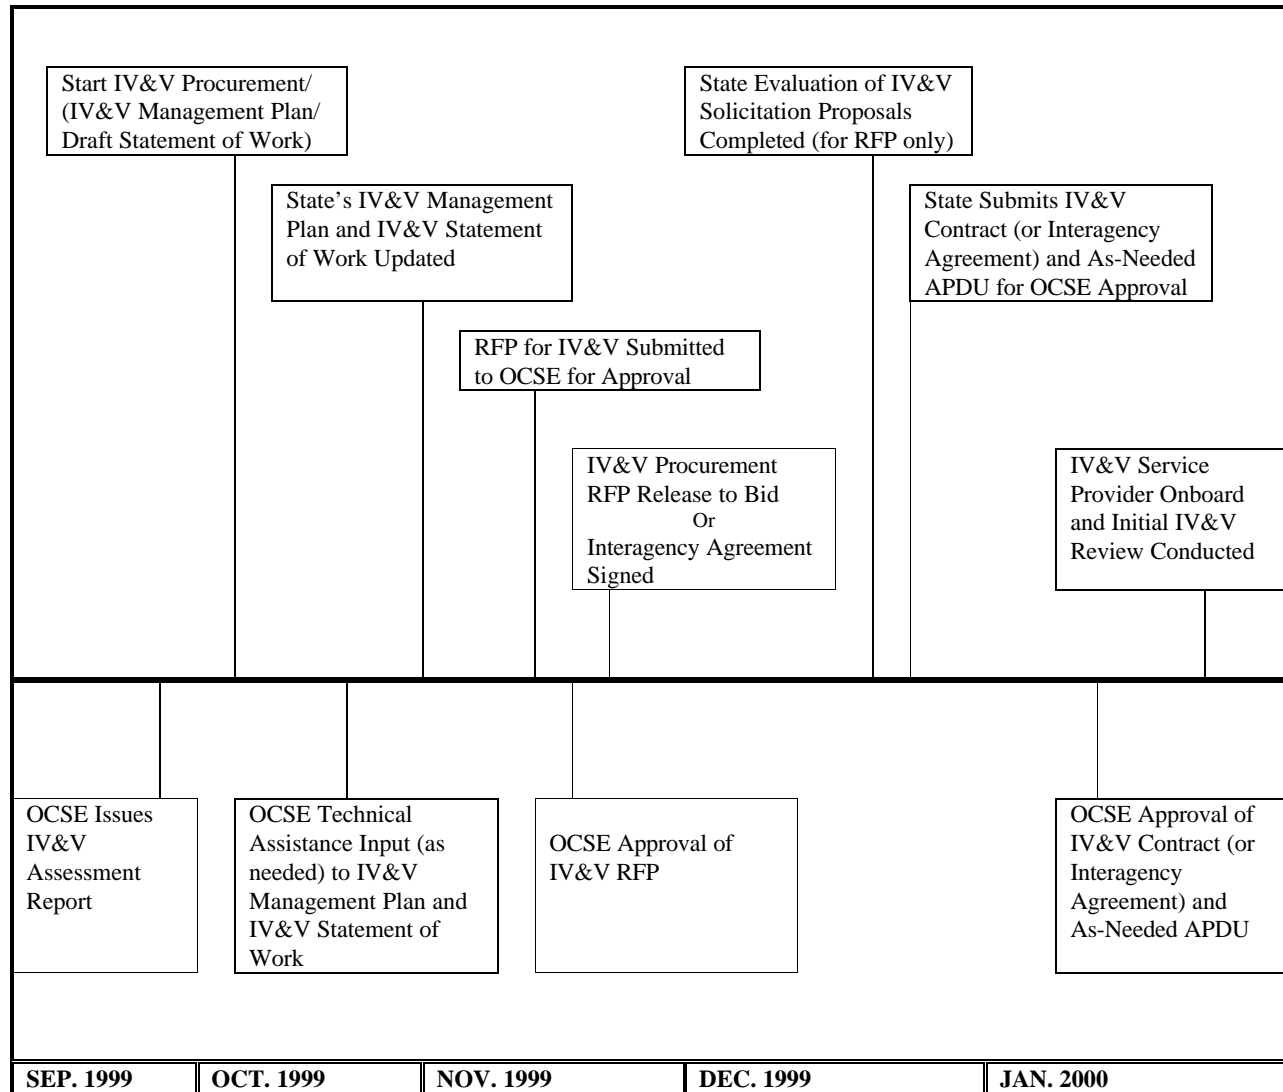 Start IV&V Procurement/
(IV&V Management Plan/
Draft Statement of Work)
State Evaluation of IV&V
Solicitation Proposals
Completed (for RFP only)
State’s IV&V Management
Plan and IV&V Statement
of Work Updated
State Submits IV&V
Contract (or Interagency
Agreement) and As-Needed
APDU for OCSE Approval
RFP for IV&V Submitted
to OCSE for Approval
IV&V Procurement
RFP Release to Bid
Or
Interagency Agreement
Signed
IV&V Service
Provider Onboard
and Initial IV&V
Review Conducted
OCSE Issues
IV&V
Assessment
Report
OCSE Technical
Assistance Input (as
needed) to IV&V
Management Plan and
IV&V Statement of
Work
OCSE Approval of
IV&V RFP
OCSE Approval of
IV&V Contract (or
Interagency
Agreement) and
As-Needed APDU
SEP. 1999 OCT. 1999 NOV. 1999 DEC. 1999 JAN. 2000